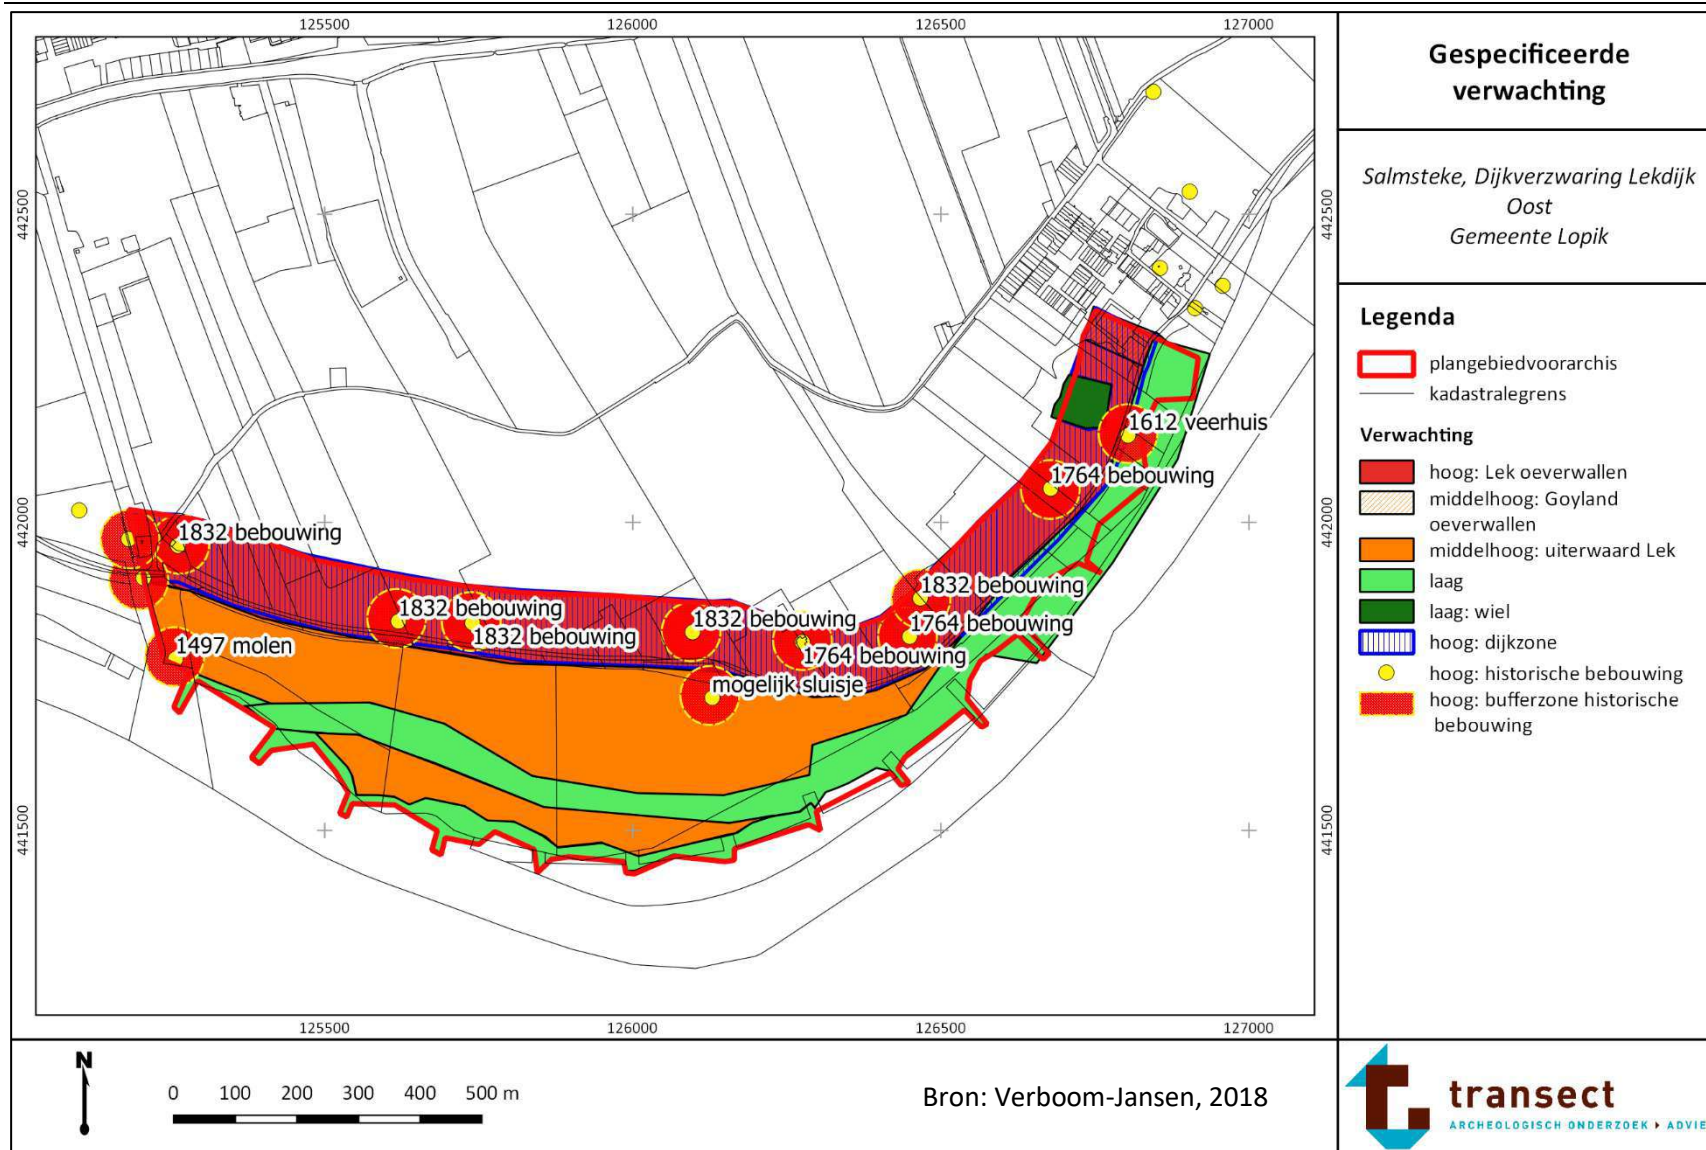 125500 126000 126500 127000
442500
442000
441500
442500
442000
441500
1612 veerhuis
1764 bebouwing
1832 bebouwing
1832 bebouwing
1832 bebouwing
1832 bebouwing
1832 bebouwing
1764 bebouwing
1764 bebouwing
1497 molen
mogelijk sluisje
125500 126000 126500 127000
Gespecificeerde
verwachting
Salmsteke, Dijkverzwaring Lekdijk
Oost
Gemeente Lopik
Legenda
plangebiedvoorarchis
kadastralegrens
Verwachting
hoog: Lek oeverwallen
middelhoog: Goyland
oeverwallen
middelhoog: uiterwaard Lek
laag
laag: wiel
hoog: dijkzone
hoog: historische bebouwing
hoog: bufferzone historische
bebouwing
N
0 100 200 300 400 500 m
Bron: Verboom-Jansen, 2018
transect
ARCHEOLOGISCH ONDERZOEK ▸ ADVIE